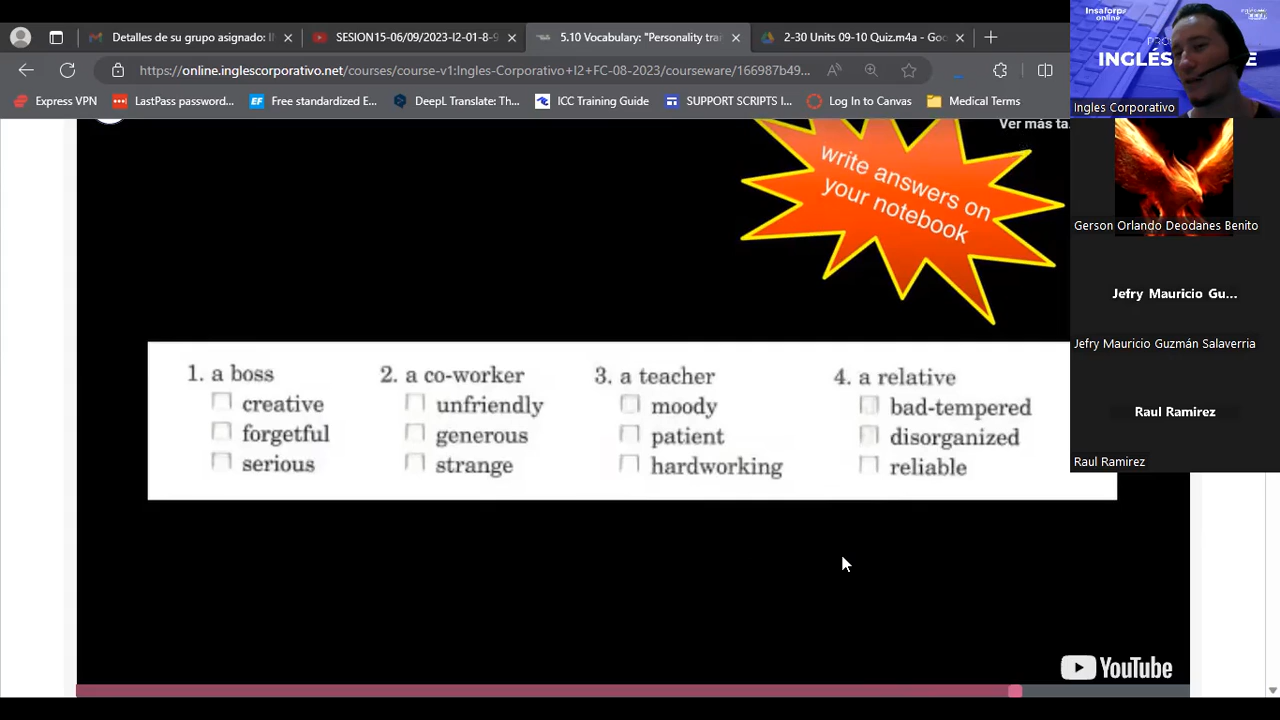 Detalles de su grupo asignado: II
SESION15-06/09/2023-I2-01-8-9
5.10 Vocabulary: "Personality trai
2-30 Units 09-10 Quiz.m4a - Goo
https://online.inglescorporativo.net/courses/course-v1:Ingles-Corporativo+I2+FC-08-2023/courseware/166987b49...
Express VPN
LastPass password...
Free standardized E...
DeepL Translate: Th...
ICC Training Guide
SUPPORT SCRIPTS I...
Log In to Canvas
Medical Terms
Insaforp
online
INGLÉS
E
Ingles Corporativo
Ver más ta
write answers on
your notebook
Gerson Orlando Deodanes Benito
Jefry Mauricio Gu...
Jefry Mauricio Guzmán Salaverria
Raul Ramirez
Raul Ramirez
1. a boss
creative
forgetful
serious
2. a co-worker
unfriendly
generous
strange
3. a teacher
moody
patient
hardworking
4. a relative
bad-tempered
disorganized
reliable
YouTube